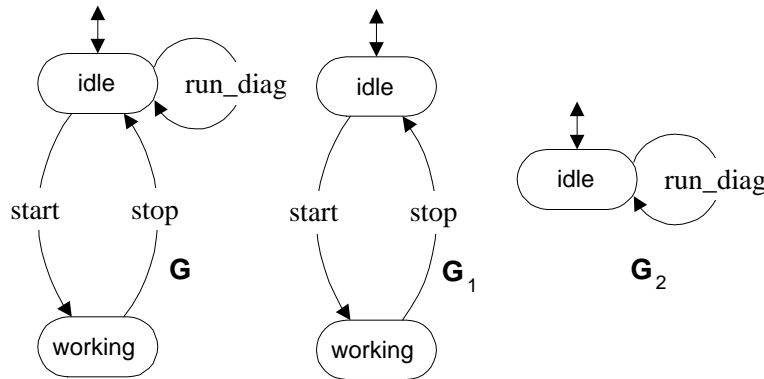 idle
run_diag
start
stop
G
working
idle
start
stop
G1
working
idle
run_diag
G2